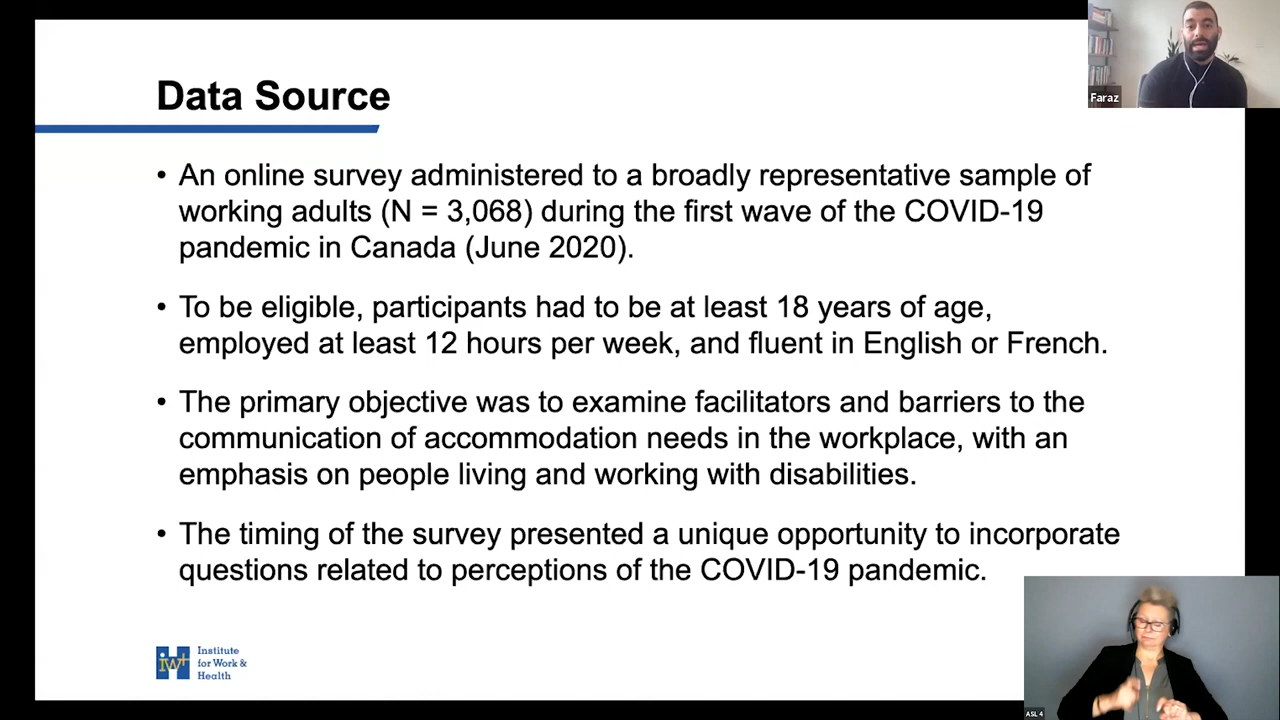 Faraz
Data Source
• An online survey administered to a broadly representative sample of
working adults (N = 3,068) during the first wave of the COVID-19
pandemic in Canada (June 2020).
• To be eligible, participants had to be at least 18 years of age,
employed at least 12 hours per week, and fluent in English or French.
• The primary objective was to examine facilitators and barriers to the
communication of accommodation needs in the workplace, with an
emphasis on people living and working with disabilities.
• The timing of the survey presented a unique opportunity to incorporate
questions related to perceptions of the COVID-19 pandemic.
iw
Institute
for Work &
Health
ASL 4